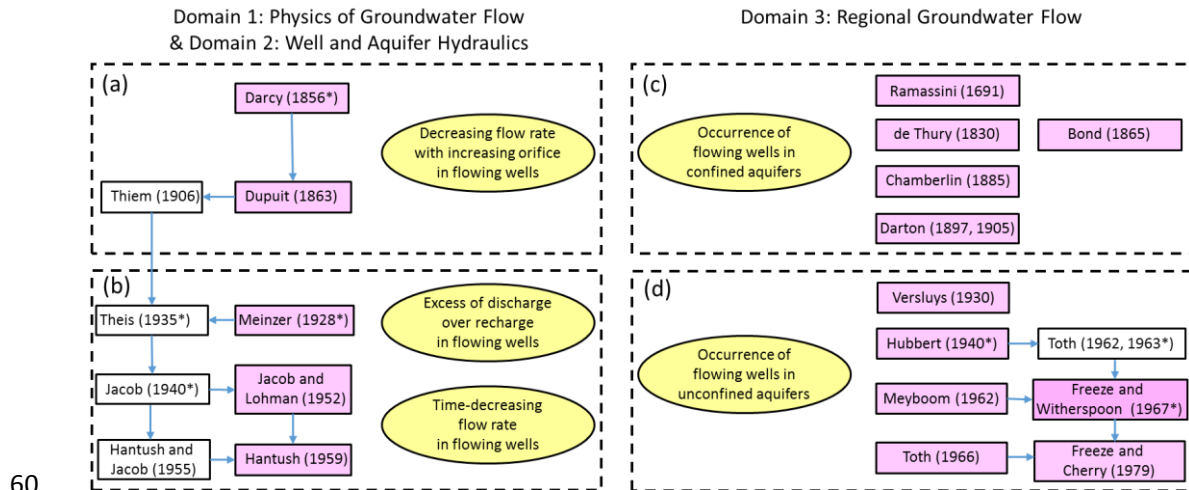 Domain 1: Physics of Groundwater Flow
& Domain 2: Well and Aquifer Hydraulics
(a)
Darcy (1856*)
Decreasing flow rate
with increasing orifice
in flowing wells
Thiem (1906)
Dupuit (1863)
(b)
Theis (1935*)
Meinzer (1928*)
Excess of discharge
over recharge
in flowing wells
Jacob (1940*)
Jacob and
Lohman (1952)
Time-decreasing
flow rate
in flowing wells
Hantush and
Jacob (1955)
Hantush (1959)
Domain 3: Regional Groundwater Flow
(c)
Ramassini (1691)
Occurrence of
flowing wells in
confined aquifers
de Thury (1830)
Bond (1865)
Chamberlin (1885)
Darton (1897, 1905)
(d)
Versluys (1930)
Occurrence of
flowing wells in
unconfined aquifers
Hubbert (1940*)
Toth (1962, 1963*)
Meyboom (1962)
Freeze and
Witherspoon (1967*)
Toth (1966)
Freeze and
Cherry (1979)
60